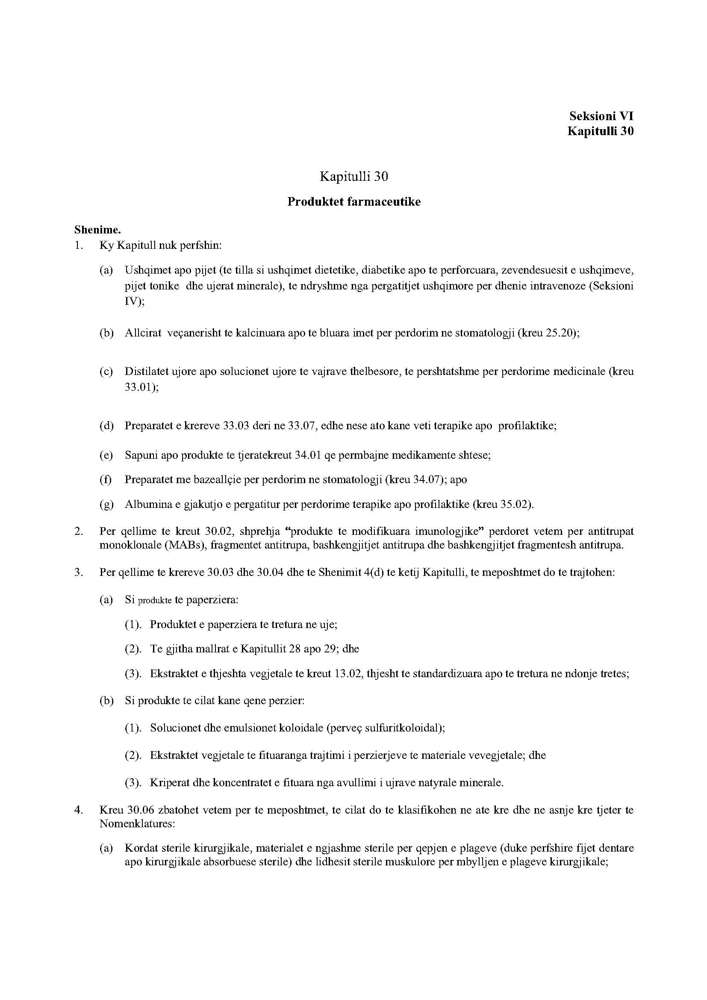 Seksioni VI
Kapitulli 30
Kapitulli 30
Produktet farmaceutike
Shenime.
1. Ky Kapitull nuk perfshin:
(a) Ushqimet apo pijet (te tilla si ushqimet dietetike, diabetike apo te perforcuara, zevendesuesit e ushqimeve,
pijet tonike dhe ujerat minerale), te ndryshme nga pergatitjet ushqimore per dhenie intravenoze (Seksioni
IV);
(b) Allcirat veçanerisht te kalcinuara apo te bluara imet per perdorim ne stomatologji (kreu 25.20);
(c) Distilatet ujore apo solucionet ujore te vajrave thelbesore, te pershtatshme per perdorime medicinale (kreu
33.01);
(d) Preparatet e krereve 33.03 deri ne 33.07, edhe nese ato kane veti terapike apo profilaktike;
(e) Sapuni apo produkte te tjeratekreut 34.01 qe permbajne medikamente shtese;
(f) Preparatet me bazeallçie per perdorim ne stomatologji (kreu 34.07); apo
(g) Albumina e gjakutjo e pergatitur per perdorime terapike apo profilaktike (kreu 35.02).
2. Per qellime te kreut 30.02, shprehja “produkte te modifikuara imunologjike” perdoret vetem per antitrupat
monoklonale (MABs), fragmentet antitrupa, bashkengjitjet antitrupa dhe bashkengjitjet fragmentesh antitrupa.
3. Per qellime te krereve 30.03 dhe 30.04 dhe te Shenimit 4(d) te ketij Kapitulli, te meposhtmet do te trajtohen:
(a) Si produkte te paperziera:
(1). Produktet e paperziera te tretura ne uje;
(2). Te gjitha mallrat e Kapitullit 28 apo 29; dhe
(3). Ekstraktet e thjeshta vegjetale te kreut 13.02, thjesht te standardizuara apo te tretura ne ndonje tretes;
(b) Si produkte te cilat kane qene perzier:
(1). Solucionet dhe emulsionet koloidale (perveç sulfuritkoloidal);
(2). Ekstraktet vegjetale te fituaranga trajtimi i perzierjeve te materiale vevegjetale; dhe
(3). Kriperat dhe koncentratet e fituara nga avullimi i ujrave natyrale minerale.
4. Kreu 30.06 zbatohet vetem per te meposhtmet, te cilat do te klasifikohen ne ate kre dhe ne asnje kre tjeter te
Nomenklatures:
(a) Kordat sterile kirurgjikale, materialet e ngjashme sterile per qepjen e plageve (duke perfshire fijet dentare
apo kirurgjikale absorbuese sterile) dhe lidhesit sterile muskulore per mbylljen e plageve kirurgjikale;